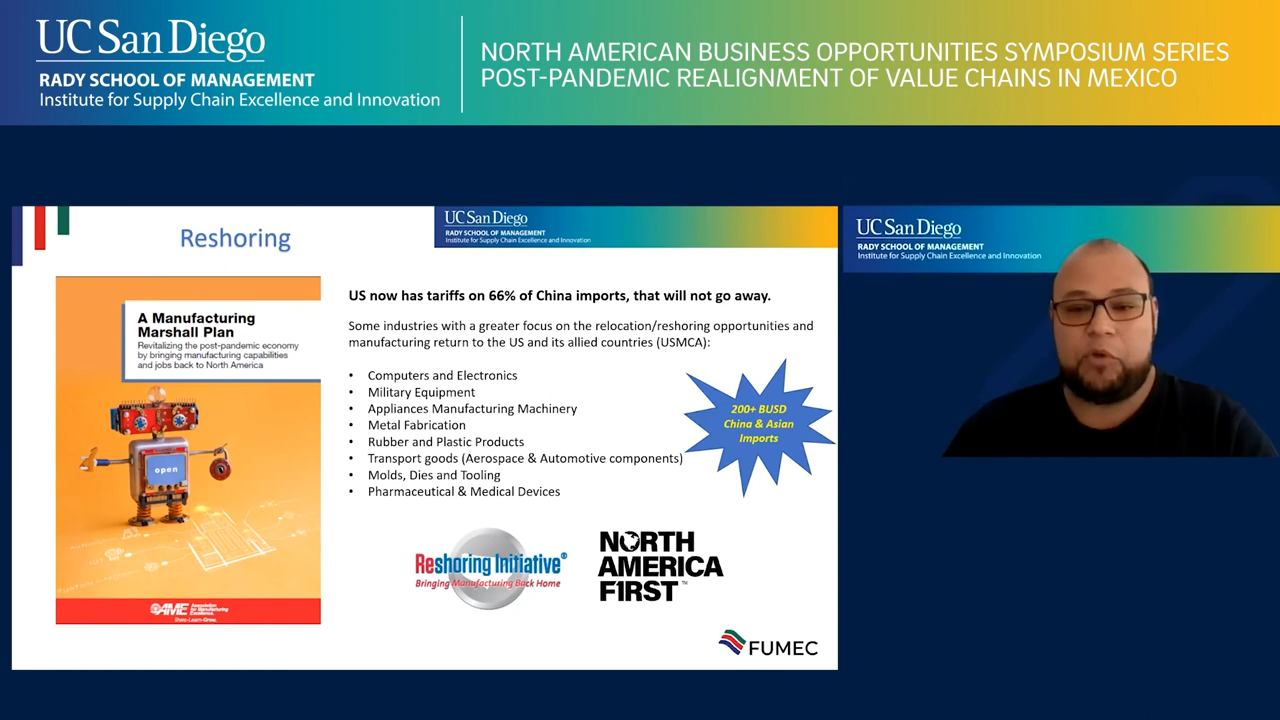 UC San Diego
RADY SCHOOL OF MANAGEMENT
Institute for Supply Chain Excellence and Innovation
NORTH AMERICAN BUSINESS OPPORTUNITIES SYMPOSIUM SERIES
POST-PANDEMIC REALIGNMENT OF VALUE CHAINS IN MEXICO
Reshoring
UC San Diego
RADY SCHOOL OF MANAGEMENT
Institute for Supply Chain Excellence and Innovation
A Manufacturing
Marshall Plan
Revitalizing the post-pandemic economy
by bringing manufacturing capabilities
and jobs back to North America
open
AME Association
for Manufacturing
Excellence.
Share•Learn•Grow.
US now has tariffs on 66% of China imports, that will not go away.
Some industries with a greater focus on the relocation/reshoring opportunities and
manufacturing return to the US and its allied countries (USMCA):
• Computers and Electronics
• Military Equipment
• Appliances Manufacturing Machinery
• Metal Fabrication
• Rubber and Plastic Products
• Transport goods (Aerospace & Automotive components)
• Molds, Dies and Tooling
• Pharmaceutical & Medical Devices
200+ BUSD
China & Asian
Imports
Reshoring Initiative®
Bringing Manufacturing Back Home
NORTH
AMERICA
F1RST™
FUMEC
UC San Diego
RADY SCHOOL OF MANAGEMENT
Institute for Supply Chain Excellence and Innovation